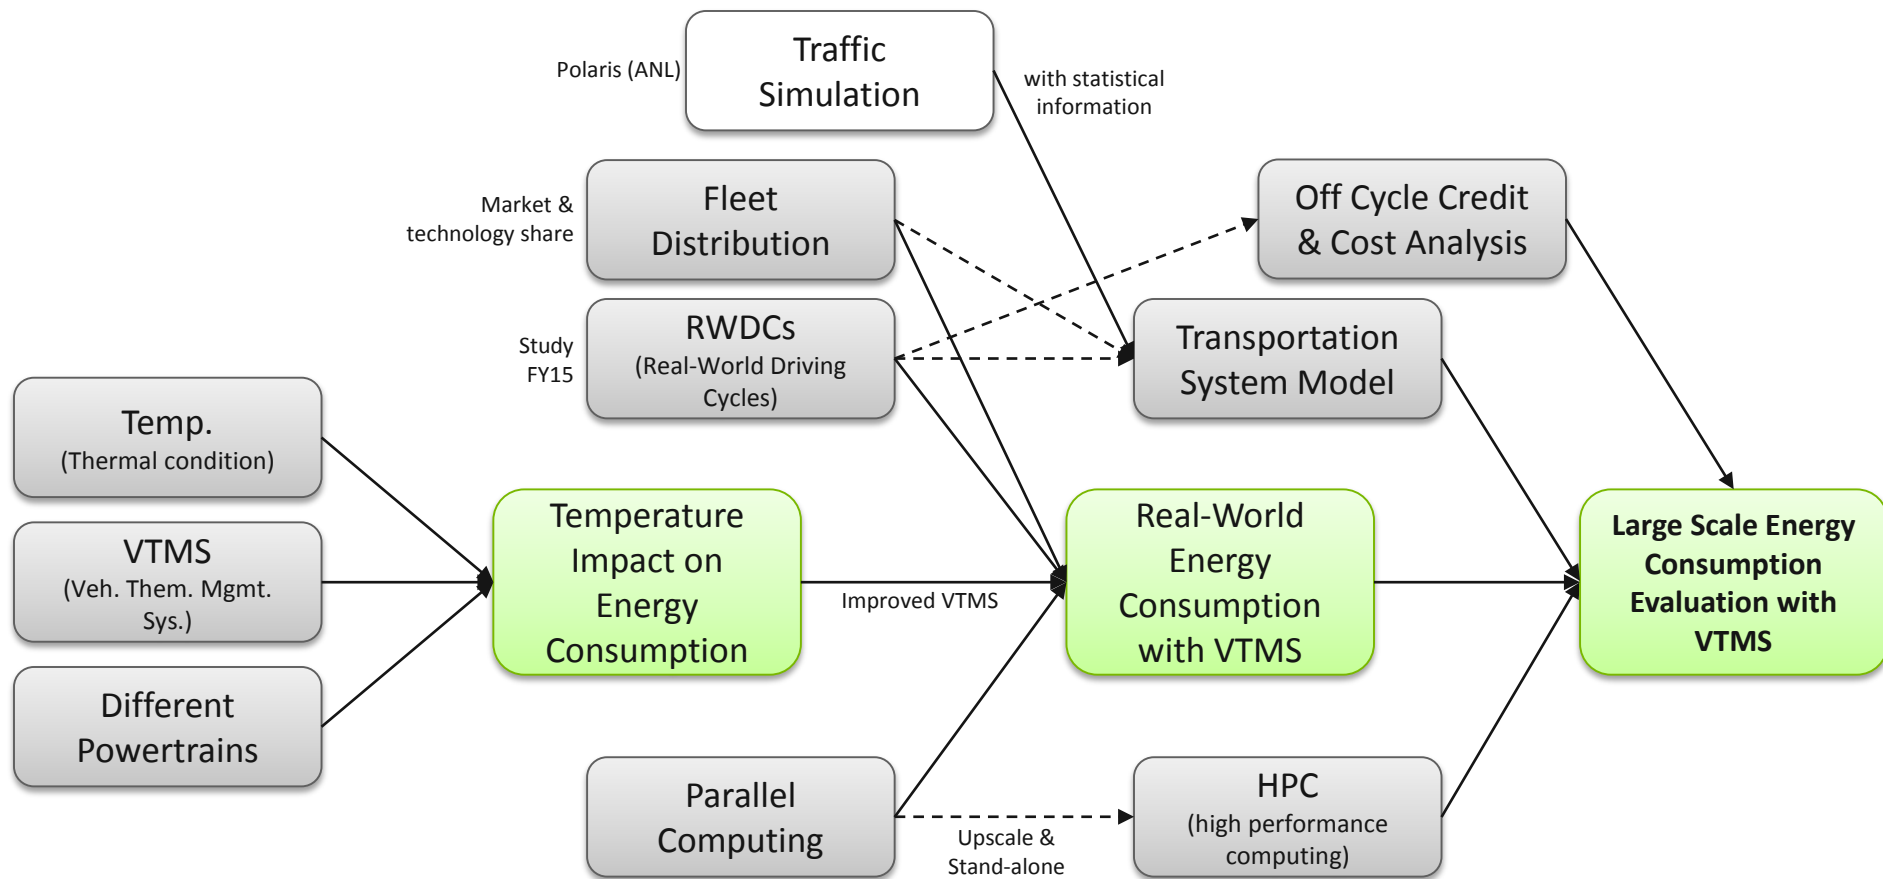 Polaris (ANL)
Traffic
Simulation
with statistical
information
Market &
technology share
Fleet
Distribution
Off Cycle Credit
& Cost Analysis
Study
FY15
RWDCs
(Real-World Driving
Cycles)
Transportation
System Model
Temp.
(Thermal condition)
VTMS
(Veh. Them. Mgmt.
Sys.)
Different
Powertrains
Temperature
Impact on
Energy
Consumption
Improved VTMS
Real-World
Energy
Consumption
with VTMS
Large Scale Energy
Consumption
Evaluation with
VTMS
Parallel
Computing
Upscale &
Stand-alone
HPC
(high performance
computing)